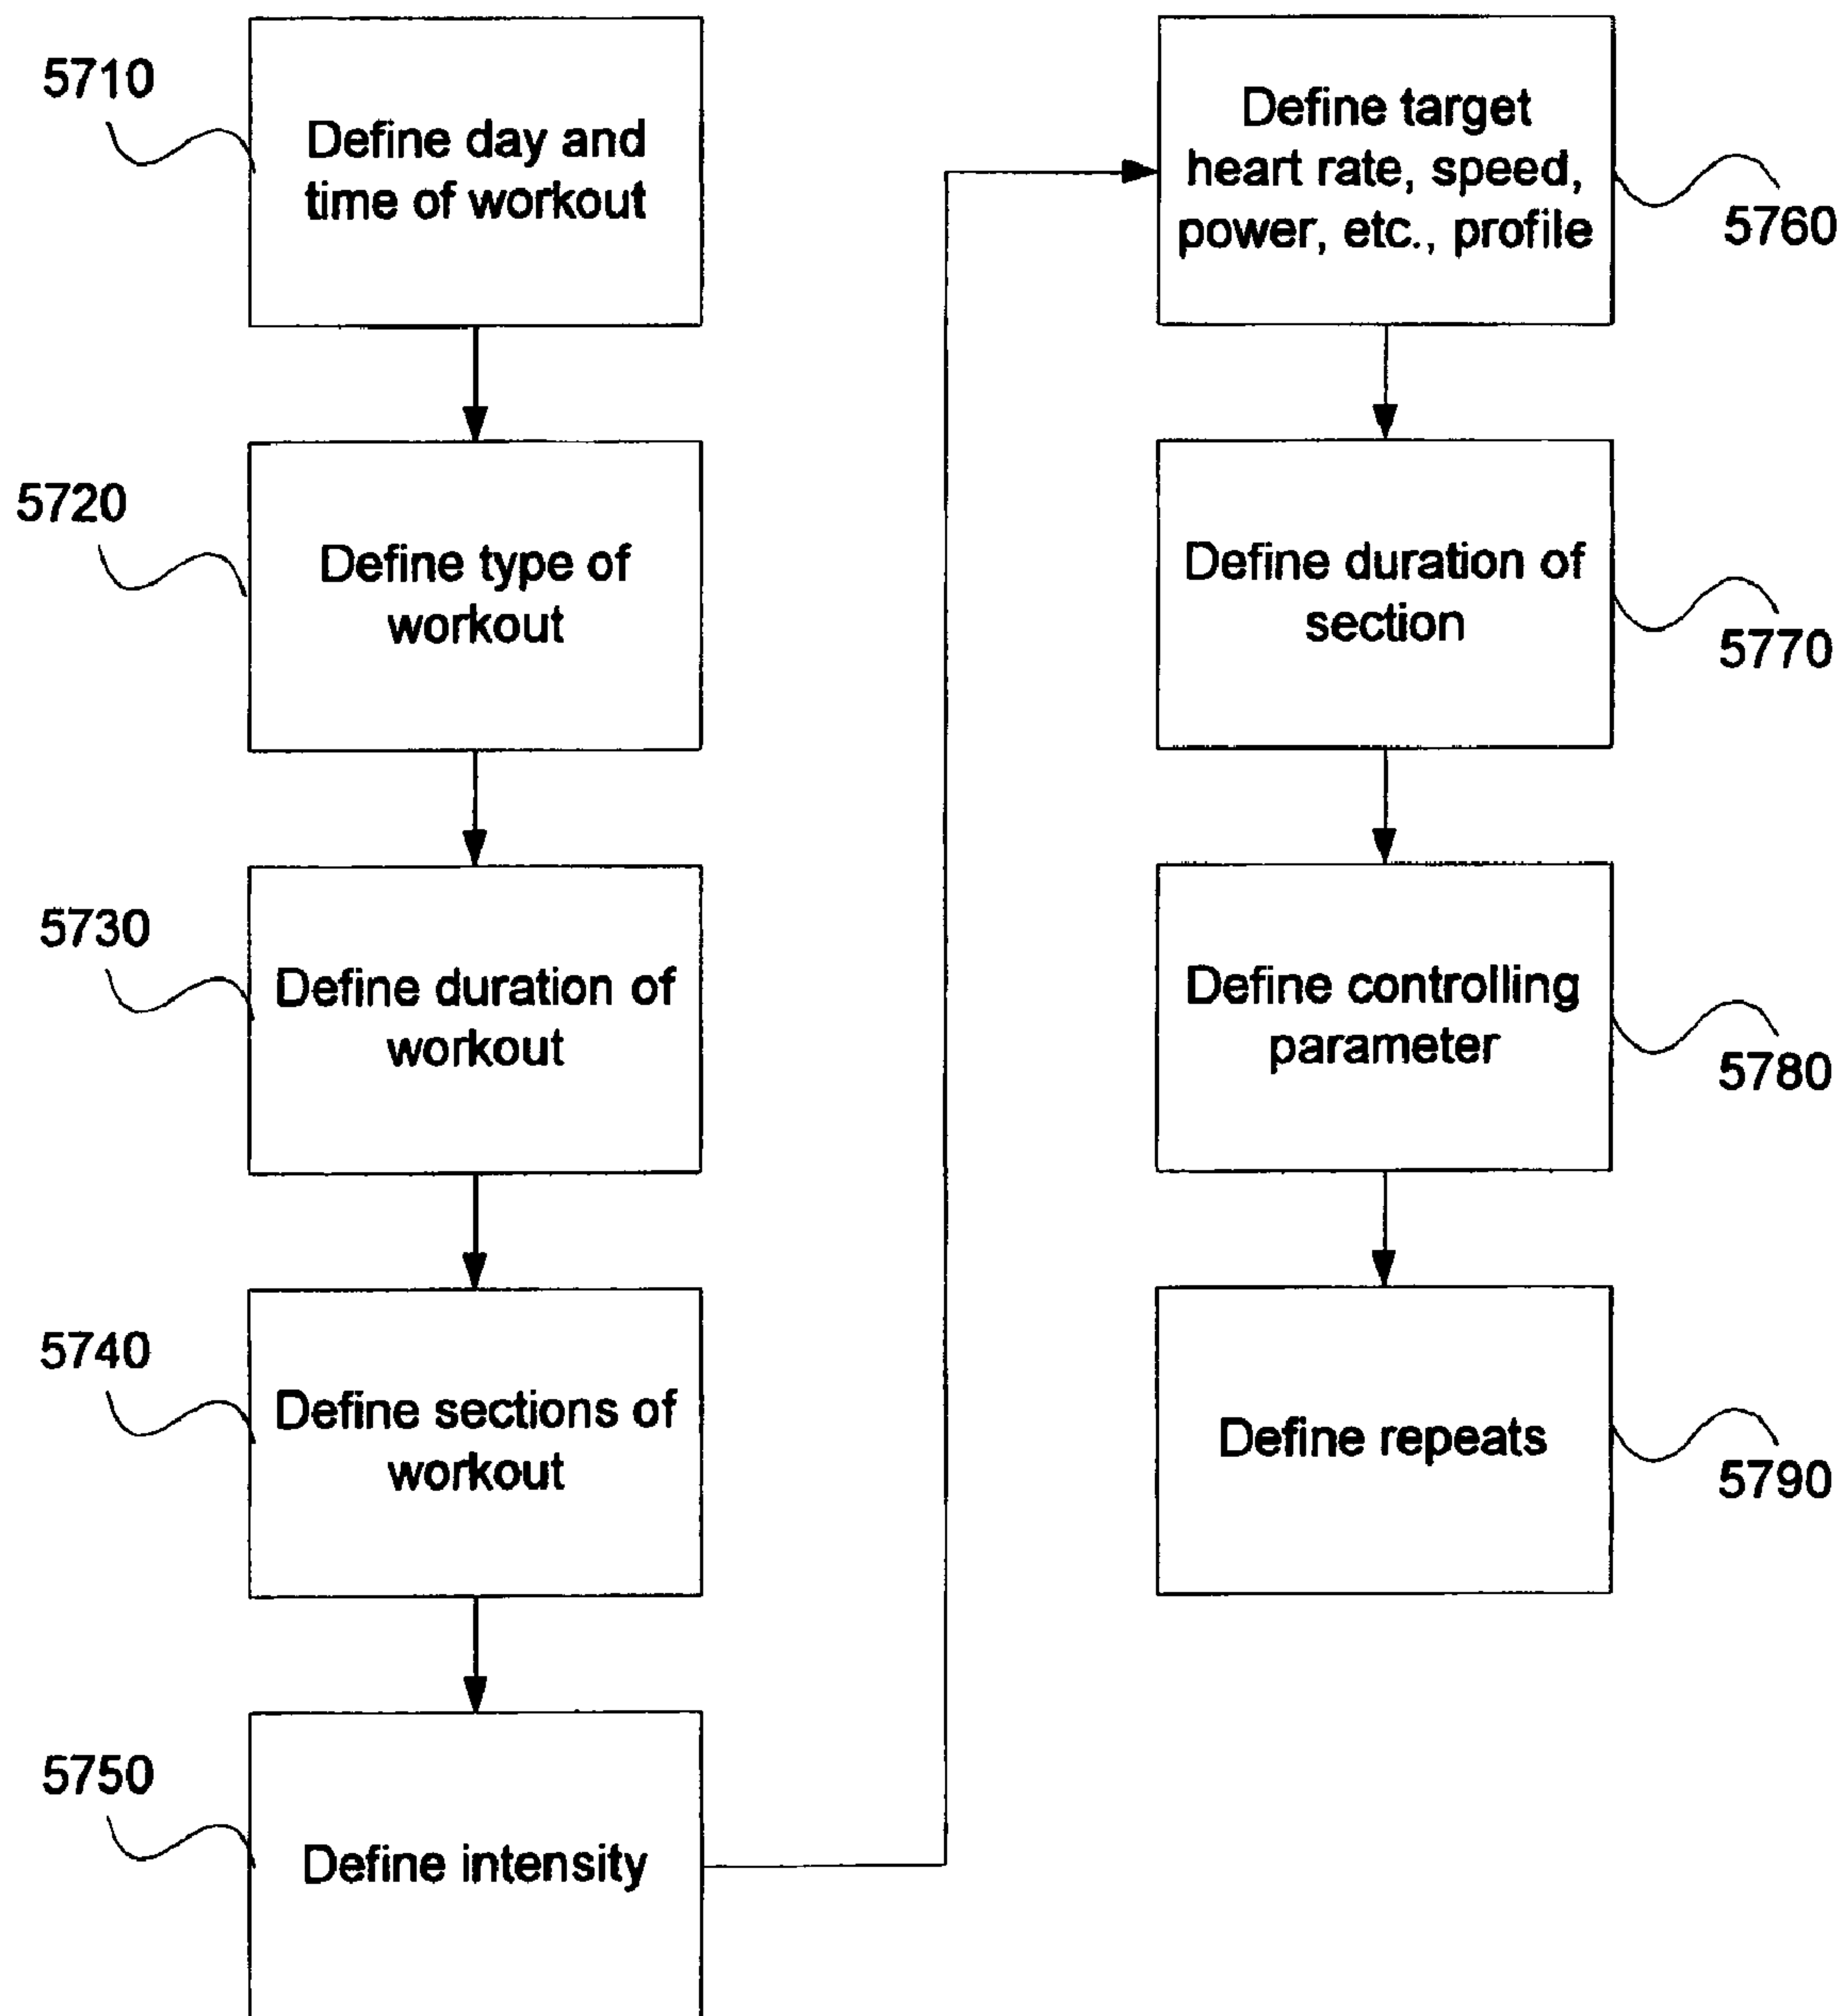 5710
Define day and
time of workout
5720
Define type of
workout
5730
Define duration of
workout
5740
Define sections of
workout
5750
Define intensity
Define target
heart rate, speed,
power, etc., profile
5760
Define duration of
section
5770
Define controlling
parameter
5780
Define repeats
5790